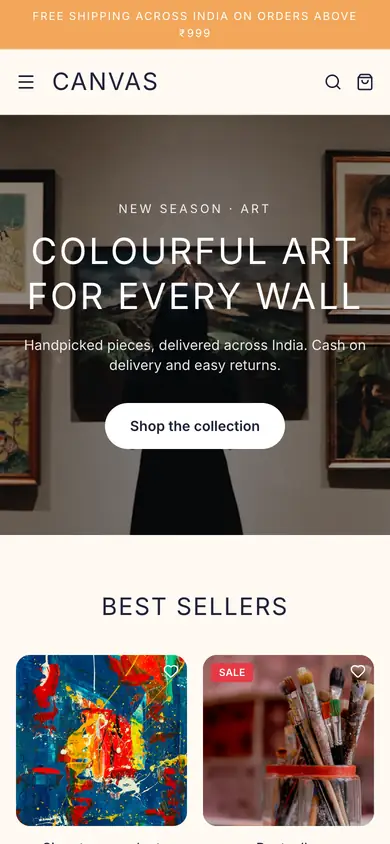 FREE SHIPPING ACROSS INDIA ON ORDERS ABOVE
₹999
CANVAS
NEW SEASON · ART
COLOURFUL ART
FOR EVERY WALL
Handpicked pieces, delivered across India. Cash on
delivery and easy returns.
Shop the collection
BEST SELLERS
SALE